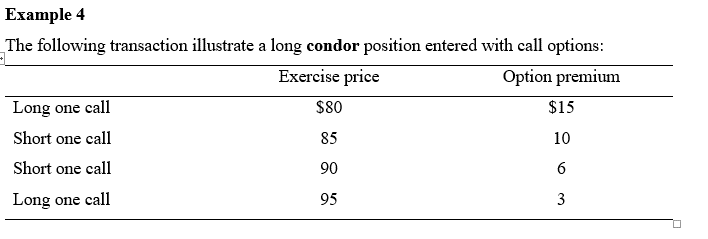 Example 4
The following transaction illustrate a long condor position entered with call options:
Exercise price Option premium
Long one call $80 $15
Short one call 85 10
Short one call 90 6
Long one call 95 3